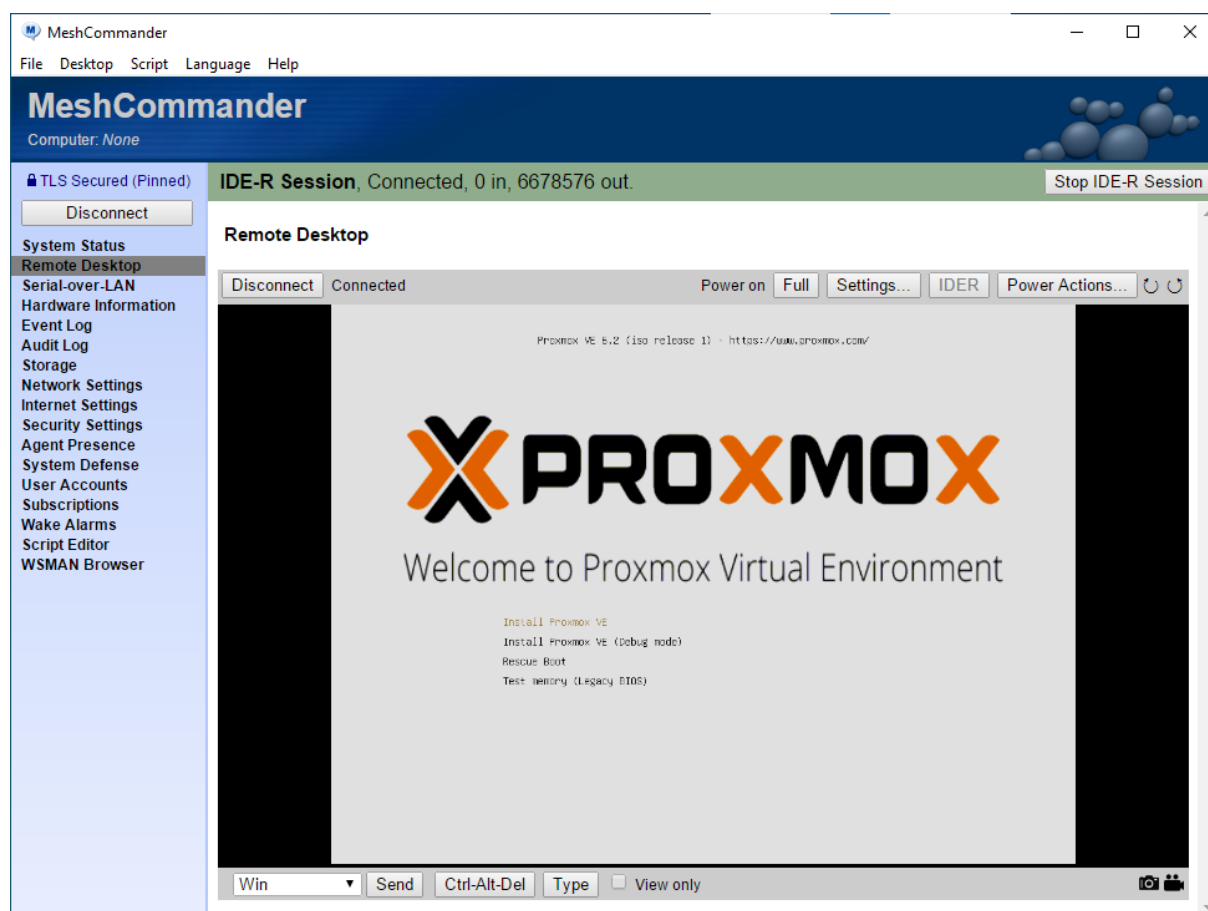 MeshCommander
File Desktop Script Language Help
MeshCommander
Computer: None
TLS Secured (Pinned)
IDE-R Session, Connected, 0 in, 6678576 out.
Stop IDE-R Session
Disconnect
System Status
Remote Desktop
Serial-over-LAN
Hardware Information
Event Log
Audit Log
Storage
Network Settings
Internet Settings
Security Settings
Agent Presence
System Defense
User Accounts
Subscriptions
Wake Alarms
Script Editor
WSMAN Browser
Remote Desktop
Disconnect Connected Power on Full Settings... IDER Power Actions...
Proxmox VE 6.2 (iso release 1) - https://www.proxmox.com/
PROXMOX
Welcome to Proxmox Virtual Environment
Install Proxmox VE
Install Proxmox VE (Debug mode)
Rescue Boot
Test memory (Legacy BIOS)
Win Send Ctrl-Alt-Del Type View only